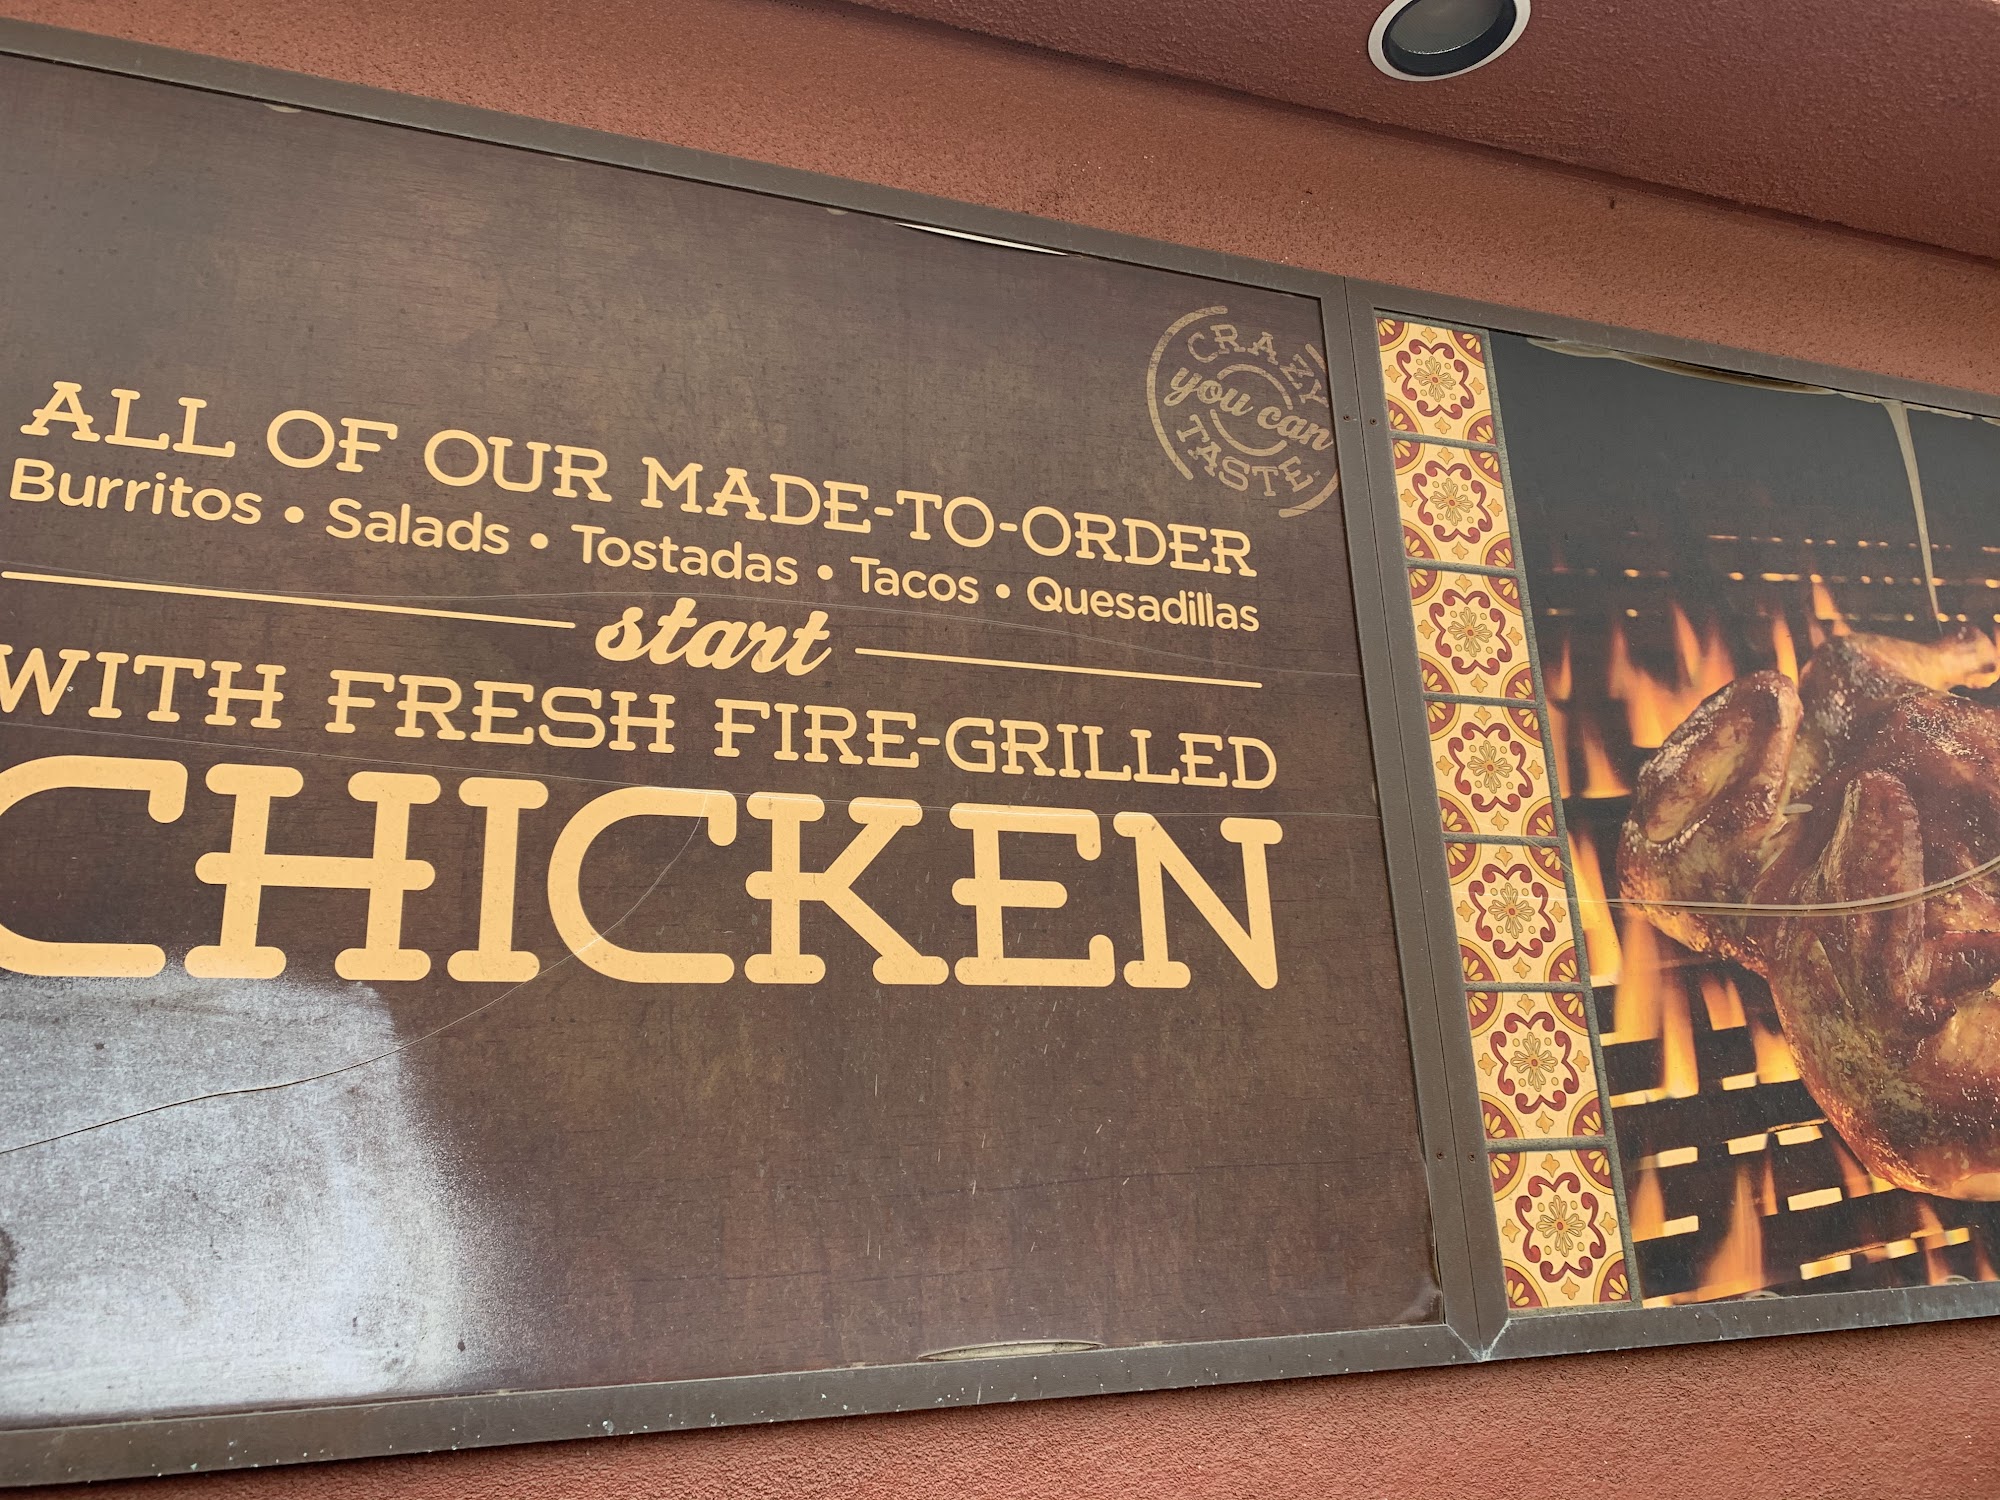 CRAZY
you can
TASTE
ALL OF OUR MADE-TO-ORDER
Burritos • Salads • Tostadas • Tacos • Quesadillas
start
WITH FRESH FIRE-GRILLED
CHICKEN